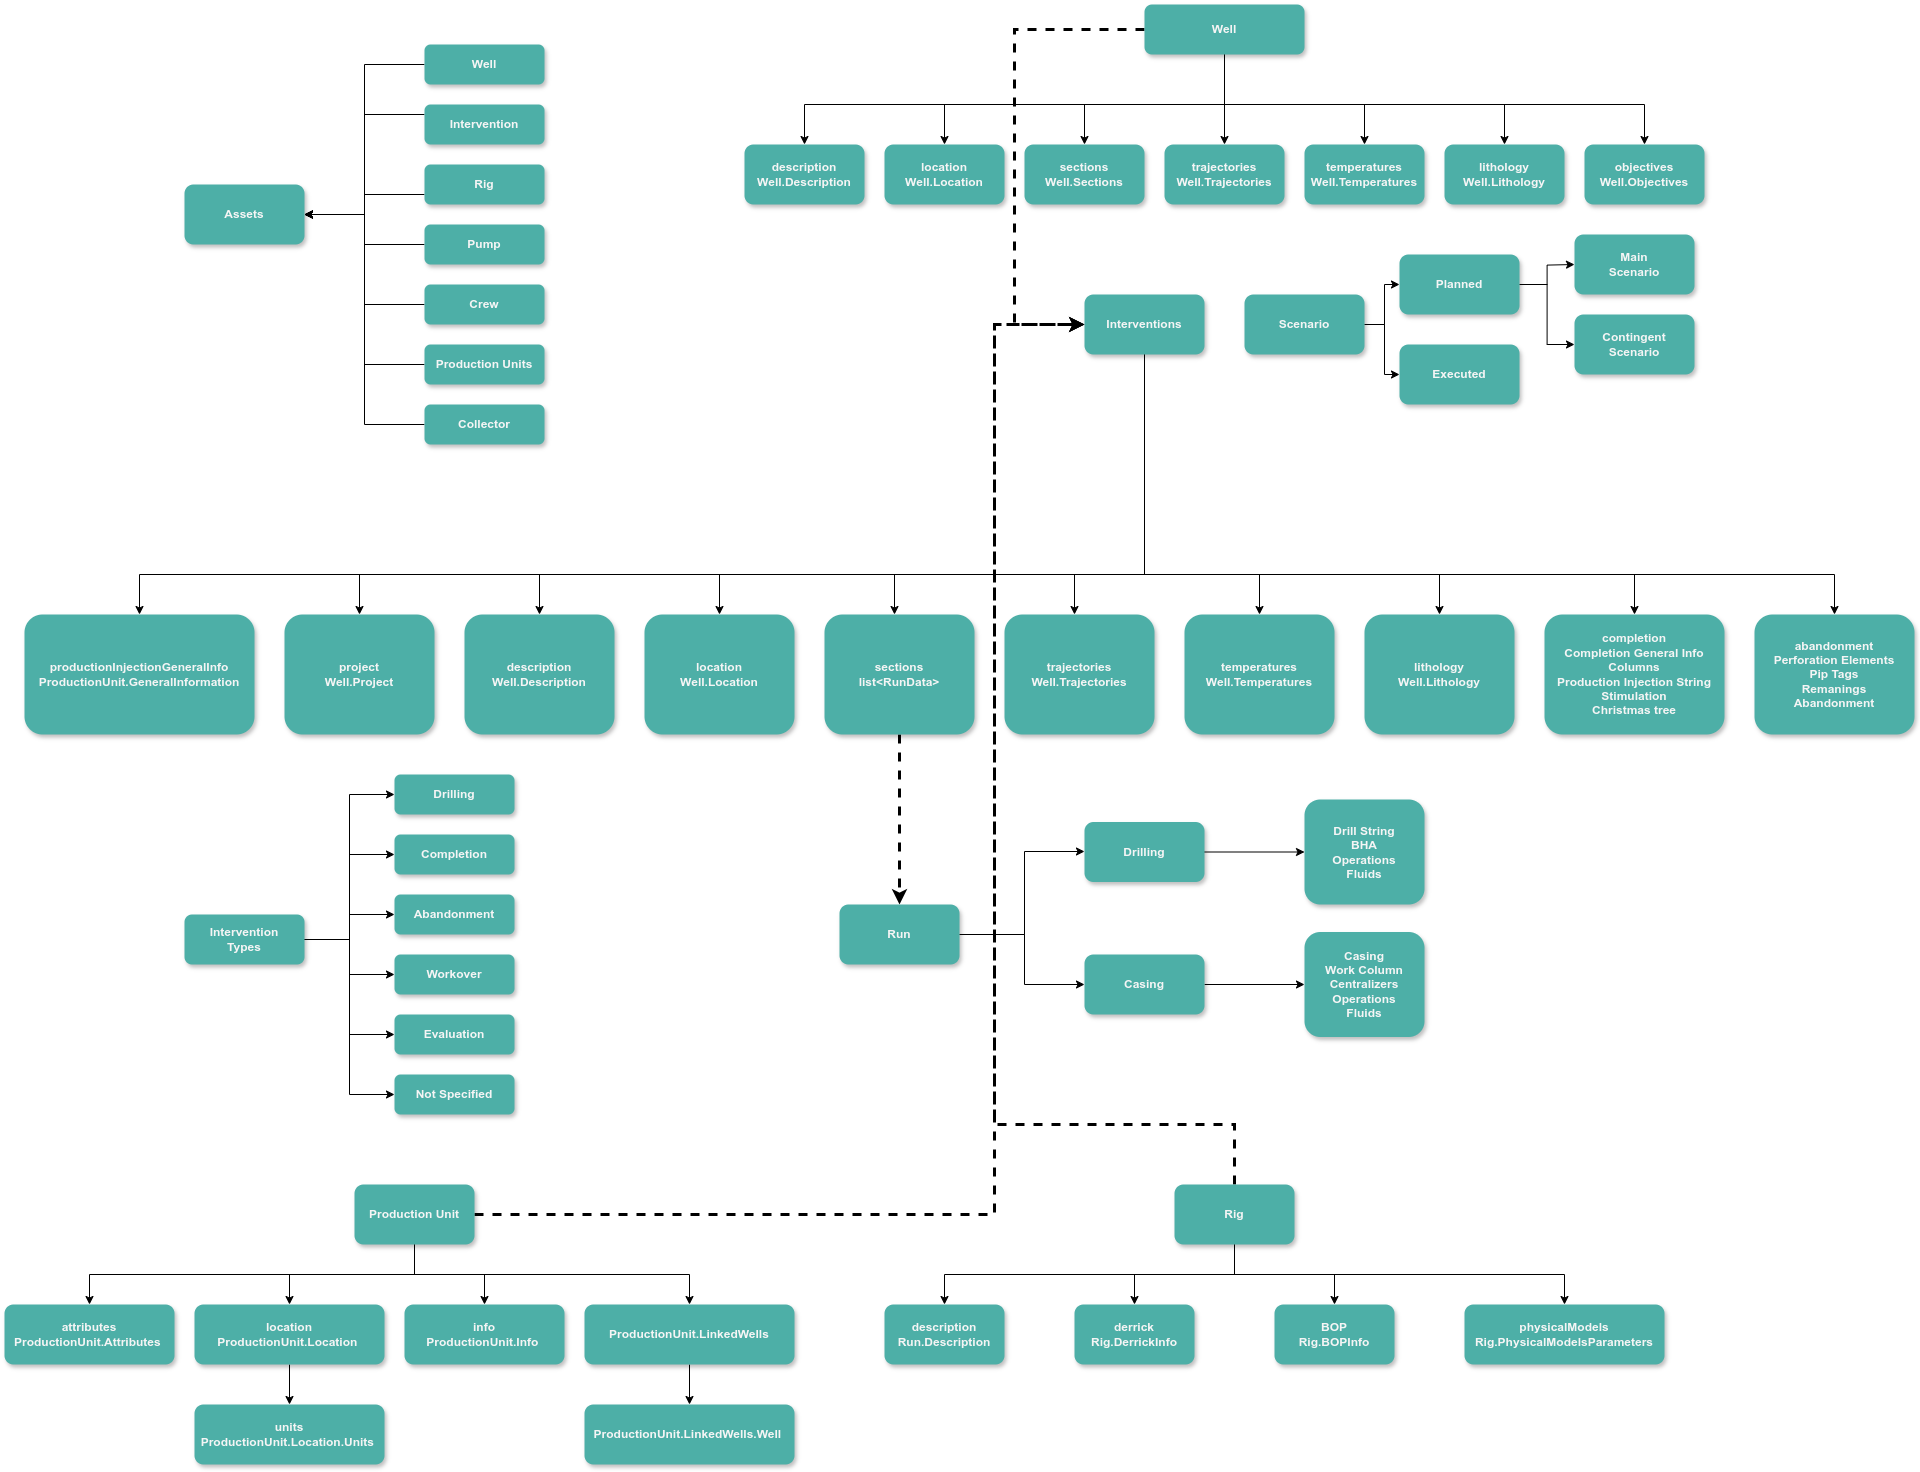 Well
Well
Intervention
Rig
Assets
Pump
Crew
Production Units
Collector
description
Well.Description
location
Well.Location
sections
Well.Sections
trajectories
Well.Trajectories
temperatures
Well.Temperatures
lithology
Well.Lithology
objectives
Well.Objectives
Interventions
Scenario
Planned
Executed
Main
Scenario
Contingent
Scenario
productionInjectionGeneralInfo
ProductionUnit.GeneralInformation
project
Well.Project
description
Well.Description
location
Well.Location
sections
list<RunData>
trajectories
Well.Trajectories
temperatures
Well.Temperatures
lithology
Well.Lithology
completion
Completion General Info
Columns
Production Injection String
Stimulation
Christmas tree
abandonment
Perforation Elements
Pip Tags
Remanings
Abandonment
Intervention
Types
Drilling
Completion
Abandonment
Workover
Evaluation
Not Specified
Run
Drilling
Drill String
BHA
Operations
Fluids
Casing
Casing
Work Column
Centralizers
Operations
Fluids
Production Unit
attributes
ProductionUnit.Attributes
location
ProductionUnit.Location
info
ProductionUnit.Info
ProductionUnit.LinkedWells
units
ProductionUnit.Location.Units
ProductionUnit.LinkedWells.Well
Rig
description
Run.Description
derrick
Rig.DerrickInfo
BOP
Rig.BOPInfo
physicalModels
Rig.PhysicalModelsParameters